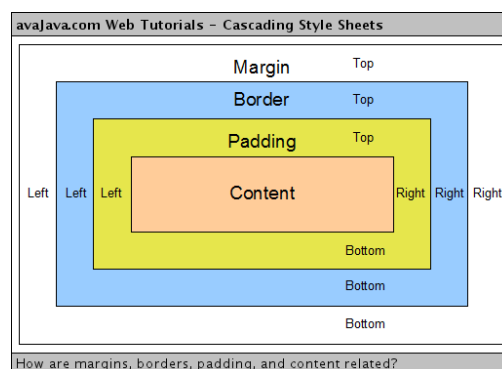 avaJava.com Web Tutorials - Cascading Style Sheets
Margin Top
Border Top
Padding Top
Left Left Left Content Right Right Right
Bottom
Bottom
Bottom
How are margins, borders, padding, and content related?